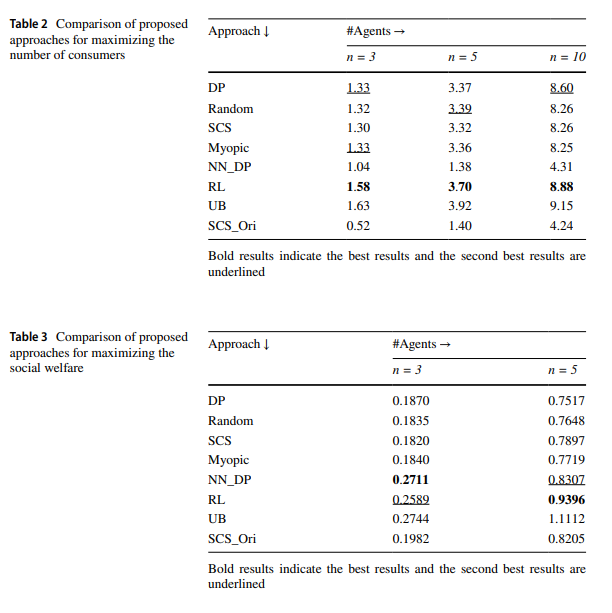 Table 2 Comparison of proposed approaches for maximizing the number of consumers
Approach ↓ #Agents →
n = 3 n = 5 n = 10
DP 1.33 3.37 8.60
Random 1.32 3.39 8.26
SCS 1.30 3.32 8.26
Myopic 1.33 3.36 8.25
NN_DP 1.04 1.38 4.31
RL 1.58 3.70 8.88
UB 1.63 3.92 9.15
SCS_Ori 0.52 1.40 4.24
Bold results indicate the best results and the second best results are
underlined
Table 3 Comparison of proposed approaches for maximizing the social welfare
Approach ↓ #Agents →
n = 3 n = 5
DP 0.1870 0.7517
Random 0.1835 0.7648
SCS 0.1820 0.7897
Myopic 0.1840 0.7719
NN_DP 0.2711 0.8307
RL 0.2589 0.9396
UB 0.2744 1.1112
SCS_Ori 0.1982 0.8205
Bold results indicate the best results and the second best results are
underlined